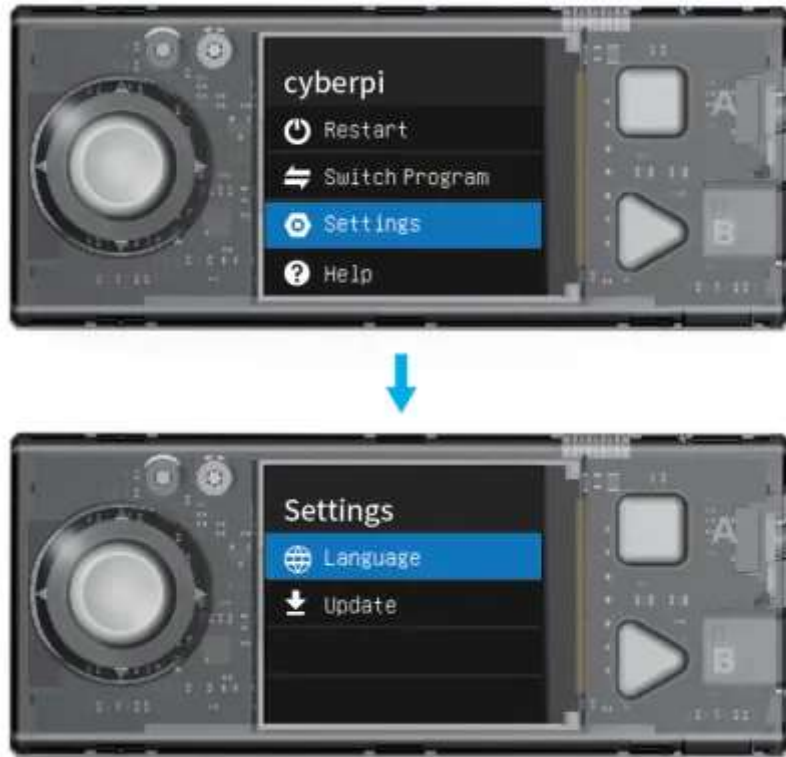 cyberpi
Restart
Switch Program
Settings
Help
A
B
Settings
Language
Update
A
B